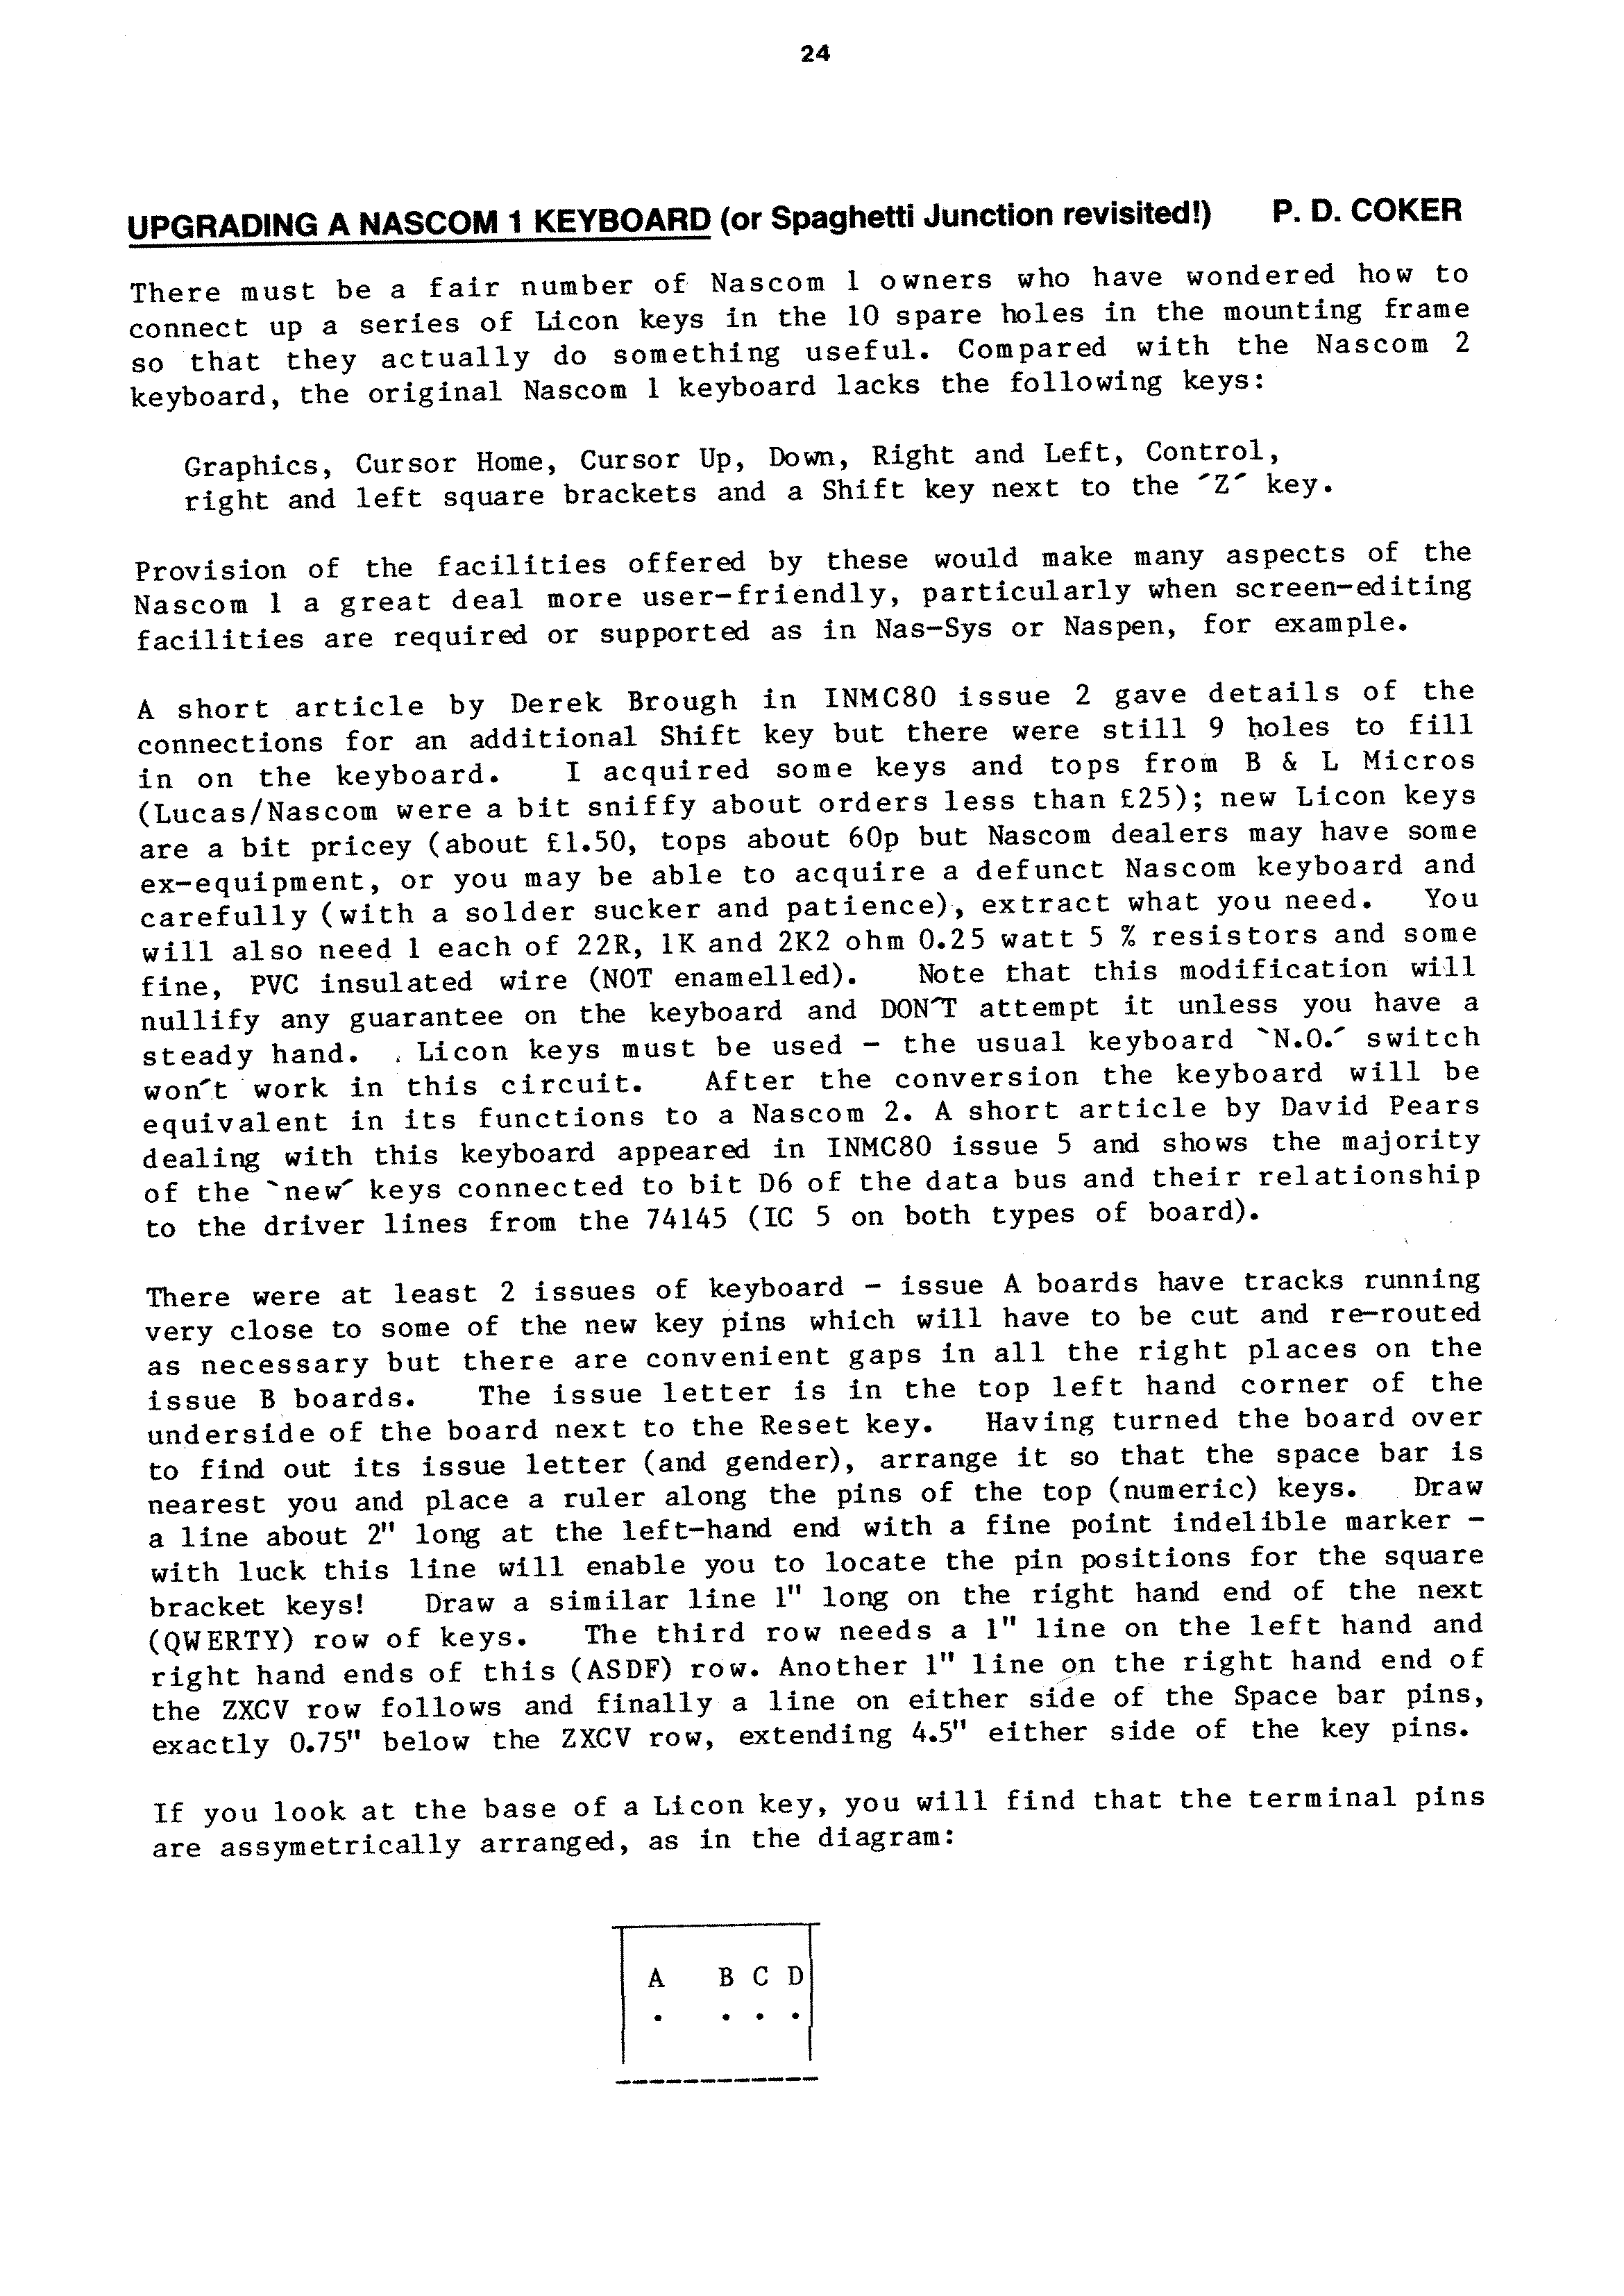 24
UPGRADING A NASCOM 1 KEYBOARD (or Spaghetti Junction revisited!) P. D. COKER
There must be a fair number of Nascom 1 owners who have wondered how to
connect up a series of Licon keys in the 10 spare holes in the mounting frame
so that they actually do something useful. Compared with the Nascom 2
keyboard, the original Nascom 1 keyboard lacks the following keys:
Graphics, Cursor Home, Cursor Up, Down, Right and Left, Control,
right and left square brackets and a Shift key next to the ´Z´ key.
Provision of the facilities offered by these would make many aspects of the
Nascom 1 a great deal more user-friendly, particularly when screen-editing
facilities are required or supported as in Nas-Sys or Naspen, for example.
A short article by Derek Brough in INMC80 issue 2 gave details of the
connections for an additional Shift key but there were still 9 holes to fill
in on the keyboard. I acquired some keys and tops from B & L Micros
(Lucas/Nascom were a bit sniffy about orders less than £25); new Licon keys
are a bit pricey (about £1.50, tops about 60p but Nascom dealers may have some
ex-equipment, or you may be able to acquire a defunct Nascom keyboard and
carefully (with a solder sucker and patience), extract what you need. You
will also need 1 each of 22R, 1K and 2K2 ohm 0.25 watt 5 % resistors and some
fine, PVC insulated wire (NOT enamelled). Note that this modification will
nullify any guarantee on the keyboard and DON´T attempt it unless you have a
steady hand. Licon keys must be used - the usual keyboard `N.O.´ switch
won´t work in this circuit. After the conversion the keyboard will be
equivalent in its functions to a Nascom 2. A short article by David Pears
dealing with this keyboard appeared in INMC80 issue 5 and shows the majority
of the `new´ keys connected to bit D6 of the data bus and their relationship
to the driver lines from the 74145 (IC 5 on both types of board).
There were at least 2 issues of keyboard - issue A boards have tracks running
very close to some of the new key pins which will have to be cut and re-routed
as necessary but there are convenient gaps in all the right places on the
issue B boards. The issue letter is in the top left hand corner of the
underside of the board next to the Reset key. Having turned the board over
to find out its issue letter (and gender), arrange it so that the space bar is
nearest you and place a ruler along the pins of the top (numeric) keys. Draw
a line about 2" long at the left-hand end with a fine point indelible marker -
with luck this line will enable you to locate the pin positions for the square
bracket keys! Draw a similar line 1" long on the right hand end of the next
(QWERTY) row of keys. The third row needs a 1" line on the left hand and
right hand ends of this (ASDF) row. Another 1" line on the right hand end of
the ZXCV row follows and finally a line on either side of the Space bar pins,
exactly 0.75" below the ZXCV row, extending 4.5" either side of the key pins.
If you look at the base of a Licon key, you will find that the terminal pins
are assymetrically arranged, as in the diagram:
A B C D